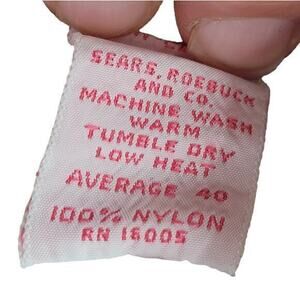 SEARS, ROEBUCK
AND CO.
MACHINE WASH
WARM
TUMBLE DRY
LOW HEAT
AVERAGE 40
100% NYLON
RN 16005